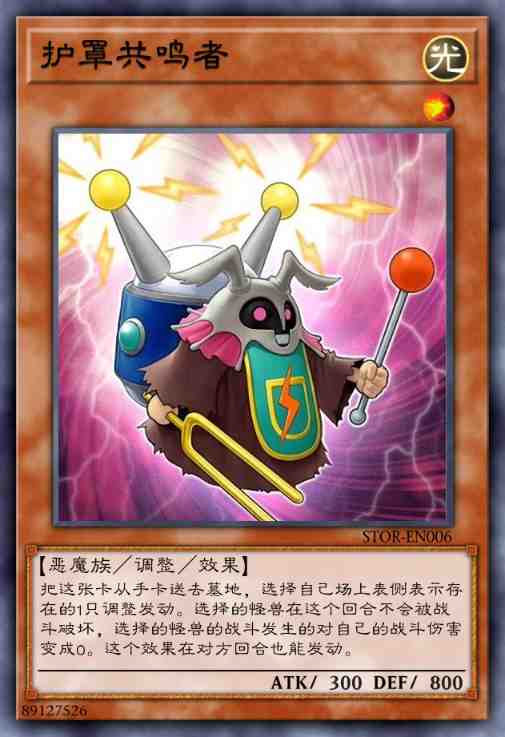 护罩共鸣者
光
STOR-EN006
【恶魔族／调整／效果】
把这张卡从手卡送去墓地，选择自己场上表侧表示存
在的1只调整发动。选择的怪兽在这个回合不会被战
斗破坏，选择的怪兽的战斗发生的对自己的战斗伤害
变成0。这个效果在对方回合也能发动。
ATK/ 300 DEF/ 800
89127526